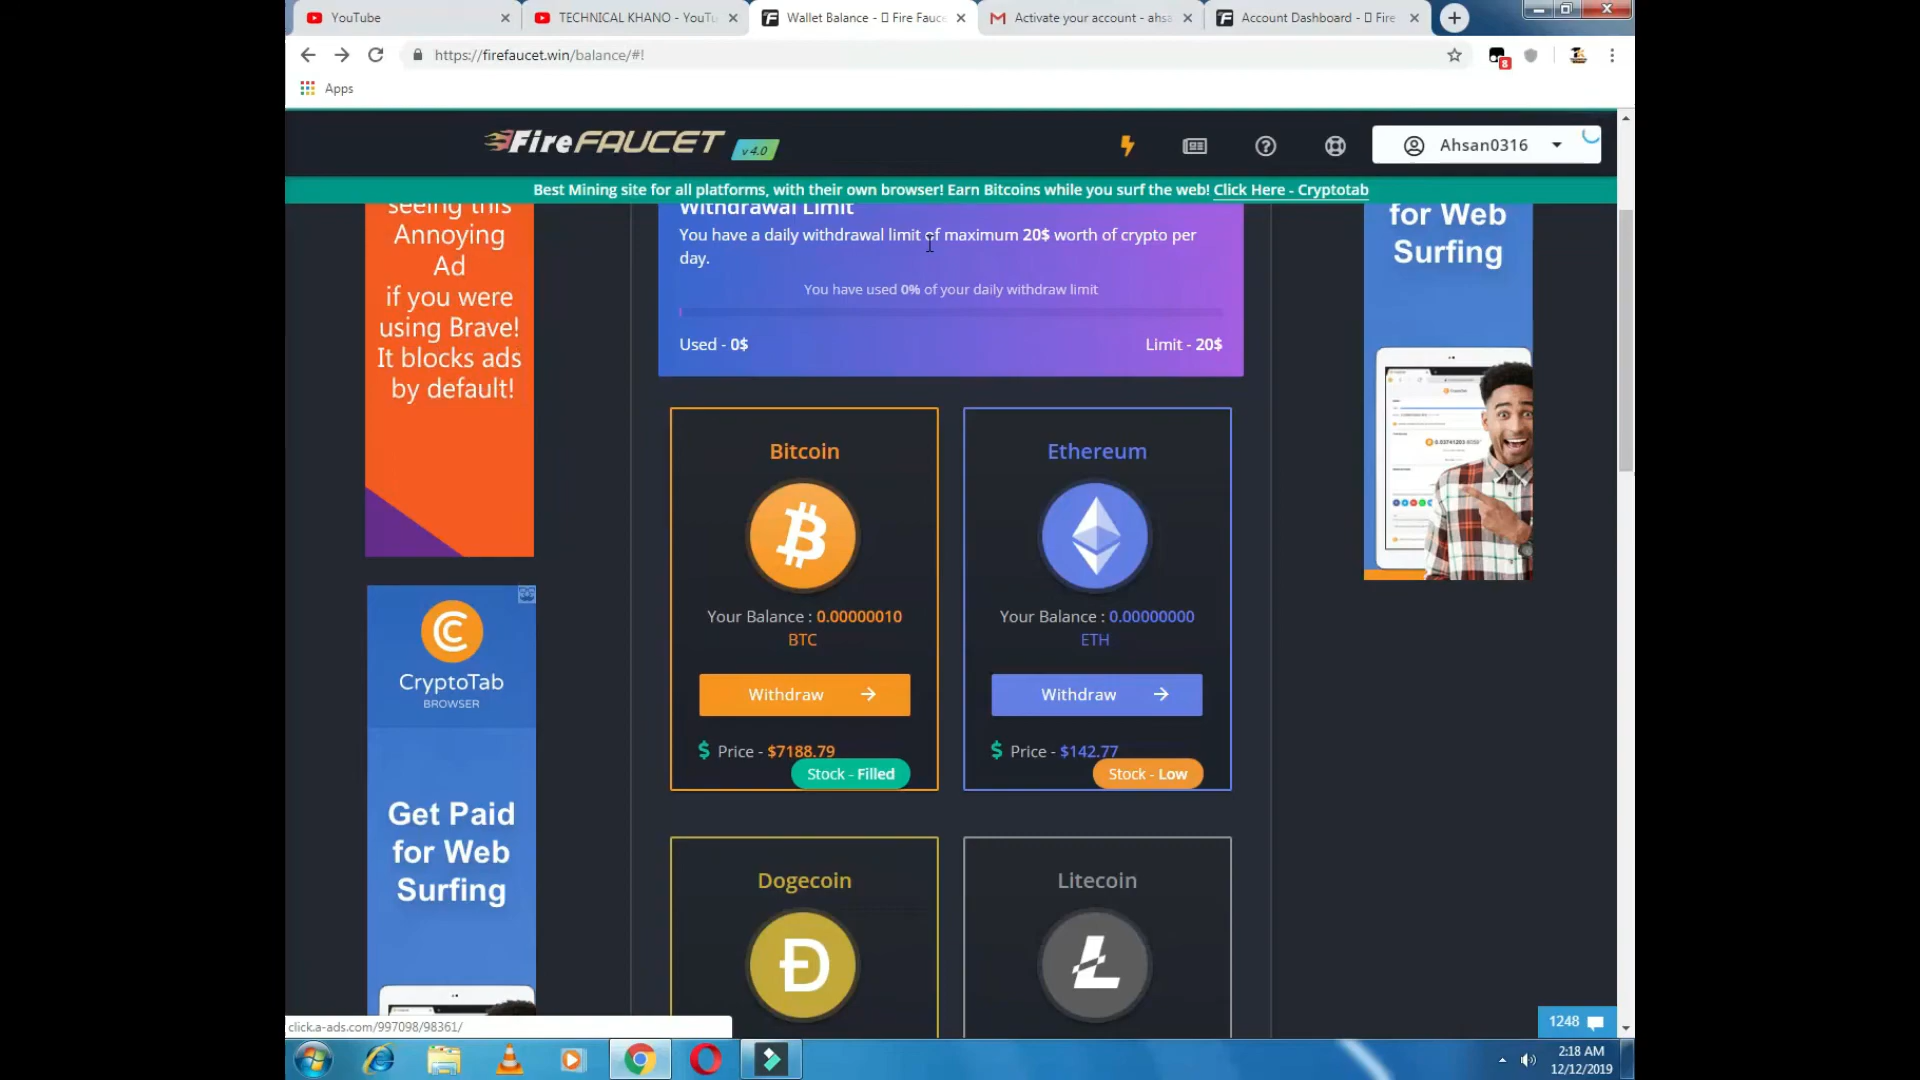 YouTube
TECHNICAL KHANO - YouTu
Wallet Balance - Fire Fauce
Activate your account - ahsa
Account Dashboard - Fire
https://firefaucet.win/balance/#!
8
Apps
Fire FAUCET v 4.0
Ahsan0316
Best Mining site for all platforms, with their own browser! Earn Bitcoins while you surf the web! Click Here - Cryptotab
seeing this
Annoying
Ad
if you were
using Brave!
It blocks ads
by default!
Withdrawal Limit
You have a daily withdrawal limit of maximum 20$ worth of crypto per
day.
You have used 0% of your daily withdraw limit
Used - 0$
Limit - 20$
for Web
Surfing
Bitcoin
Your Balance : 0.00000010
BTC
Withdraw
$ Price - $7188.79
Stock - Filled
Ethereum
Your Balance : 0.00000000
ETH
Withdraw
$ Price - $142.77
Stock - Low
CryptoTab
BROWSER
Get Paid
for Web
Surfing
Dogecoin
Litecoin
1248
click.a-ads.com/997098/98361/
2:18 AM
12/12/2019